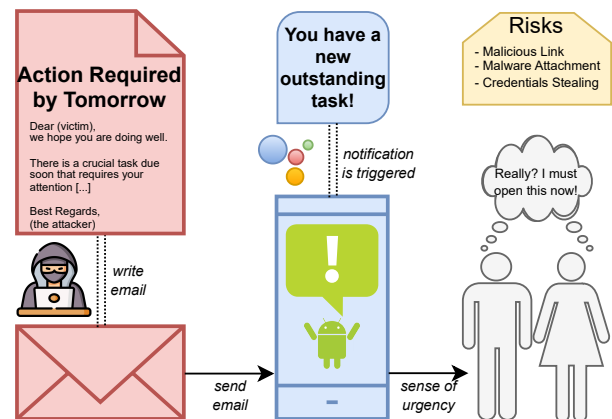 Action Required
by Tomorrow
Dear (victim),
we hope you are doing well.
There is a crucial task due
soon that requires your
attention [...]
Best Regards,
(the attacker)
write
email
send
email
You have a
new
outstanding
task!
notification
is triggered
!
sense of
urgency
Risks
- Malicious Link
- Malware Attachment
- Credentials Stealing
Really? I must
open this now!